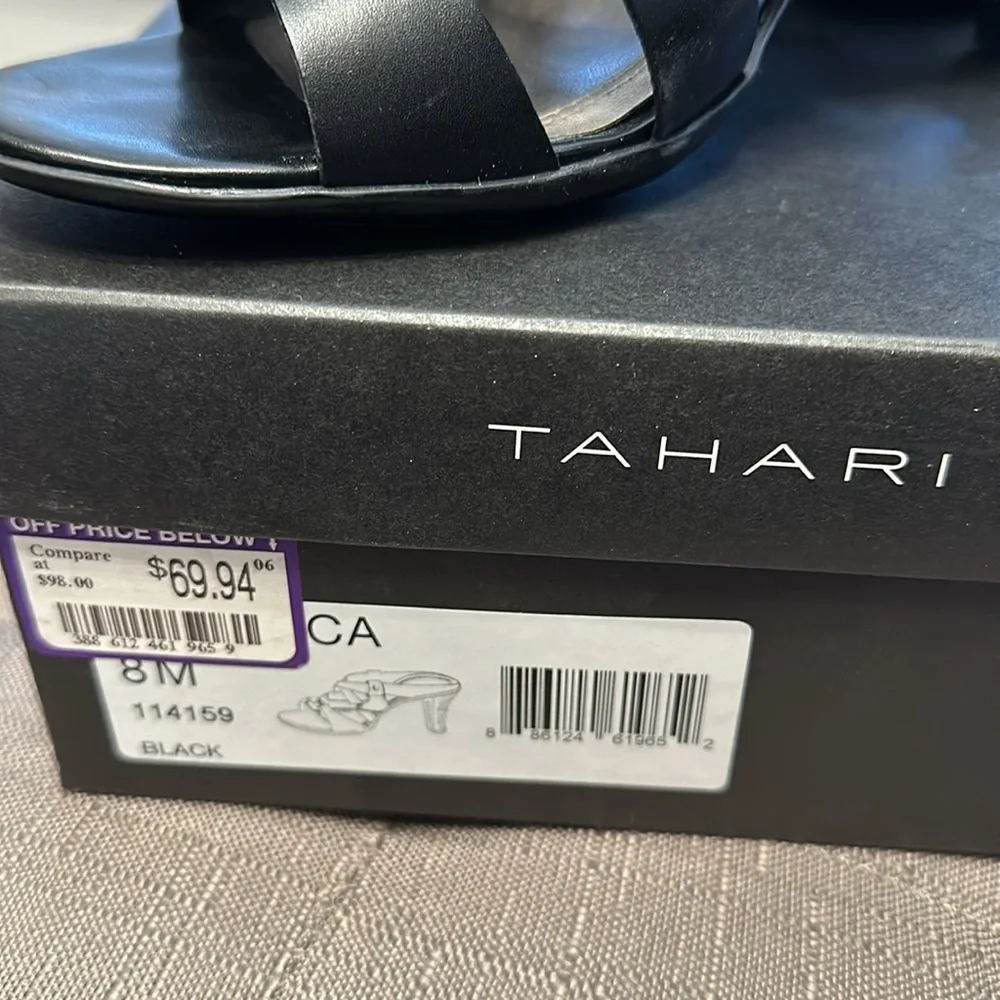 TAHARI
OFF PRICE BELOW
Compare
at
$98.00
$69.94 06
388 612 461 965 9
CA
8 M
114159
BLACK
8 86124 61965 2